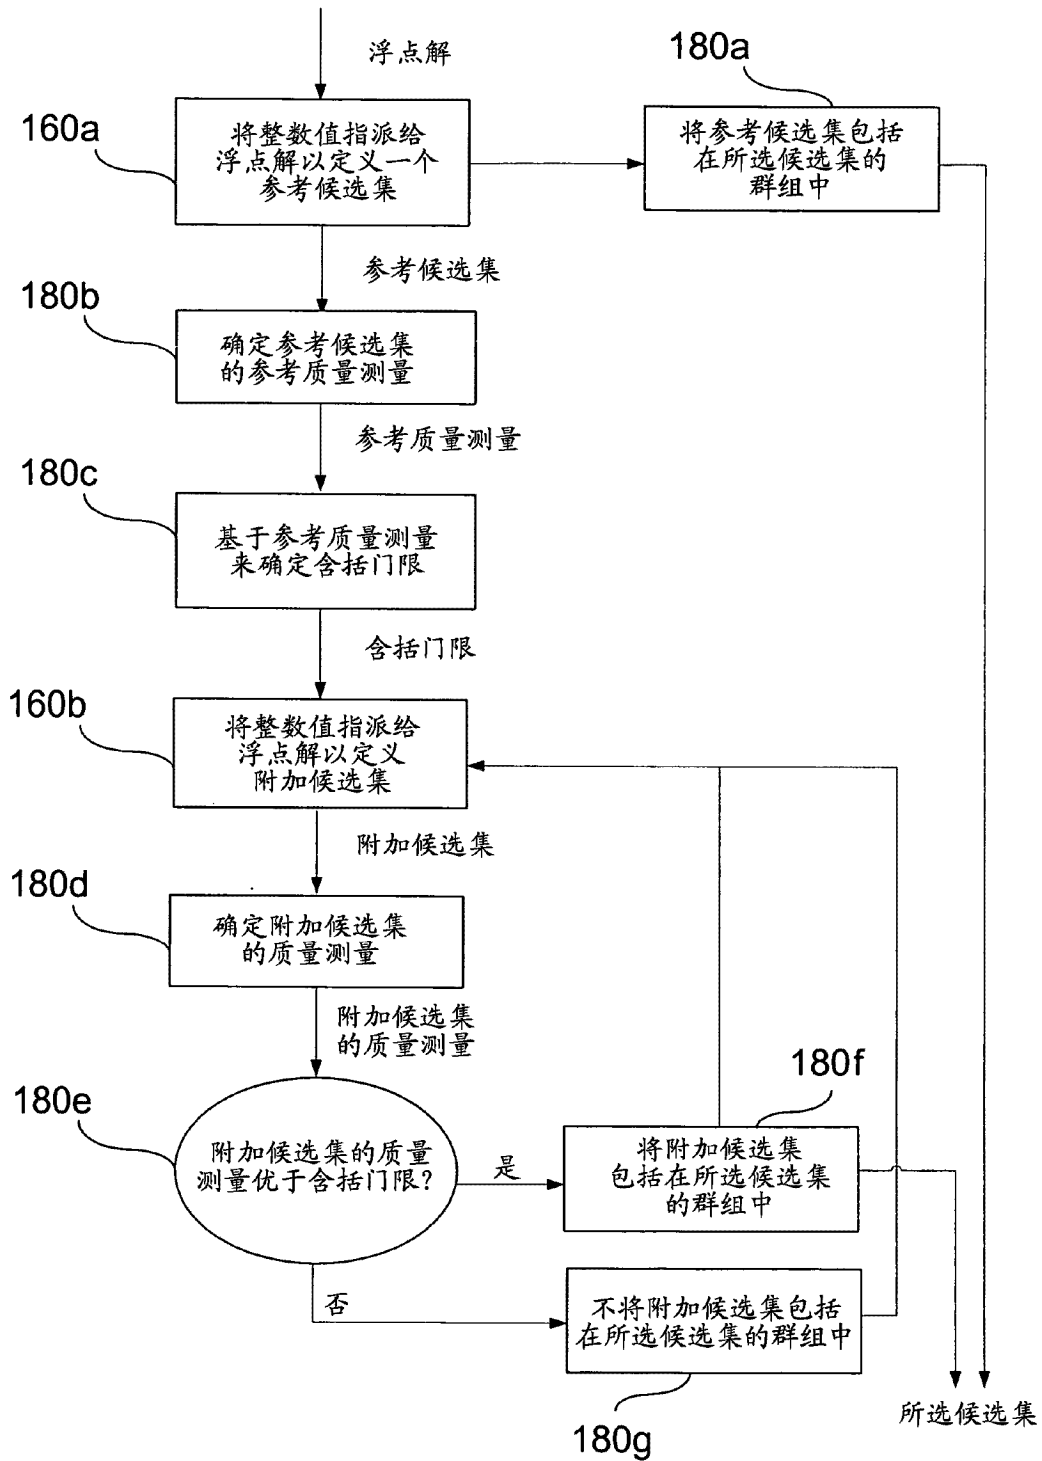 浮点解
180a
160a
将整数值指派给
浮点解以定义一个
参考候选集
将参考候选集包括
在所选候选集的
群组中
参考候选集
180b
确定参考候选集
的参考质量测量
参考质量测量
180c
基于参考质量测量
来确定含括门限
含括门限
160b
将整数值指派给
浮点解以定义
附加候选集
附加候选集
180d
确定附加候选集
的质量测量
附加候选集
的质量测量
180e
附加候选集的质量
测量优于含括门限?
是
180f
将附加候选集
包括在所选候选集
的群组中
否
不将附加候选集包括
在所选候选集的群组中
180g
所选候选集